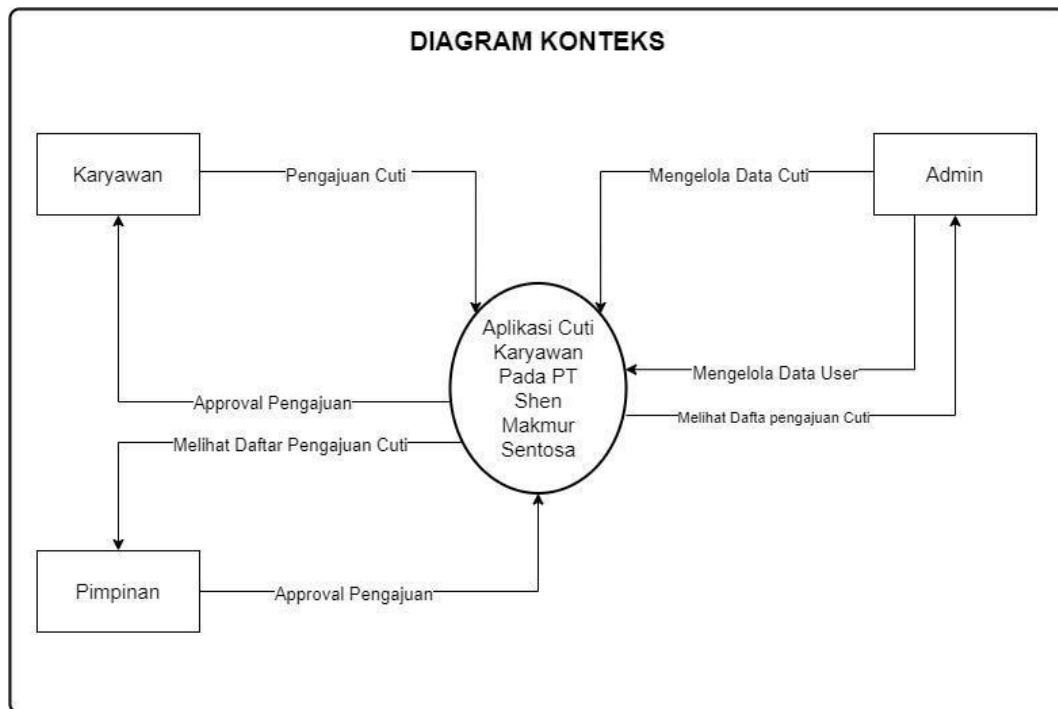 DIAGRAM KONTEKS
Karyawan
Pengajuan Cuti
Mengelola Data Cuti
Admin
Aplikasi Cuti
Karyawan
Pada PT
Shen
Makmur
Sentosa
Mengelola Data User
Approval Pengajuan
Melihat Dafta pengajuan Cuti
Melihat Daftar Pengajuan Cuti
Pimpinan
Approval Pengajuan